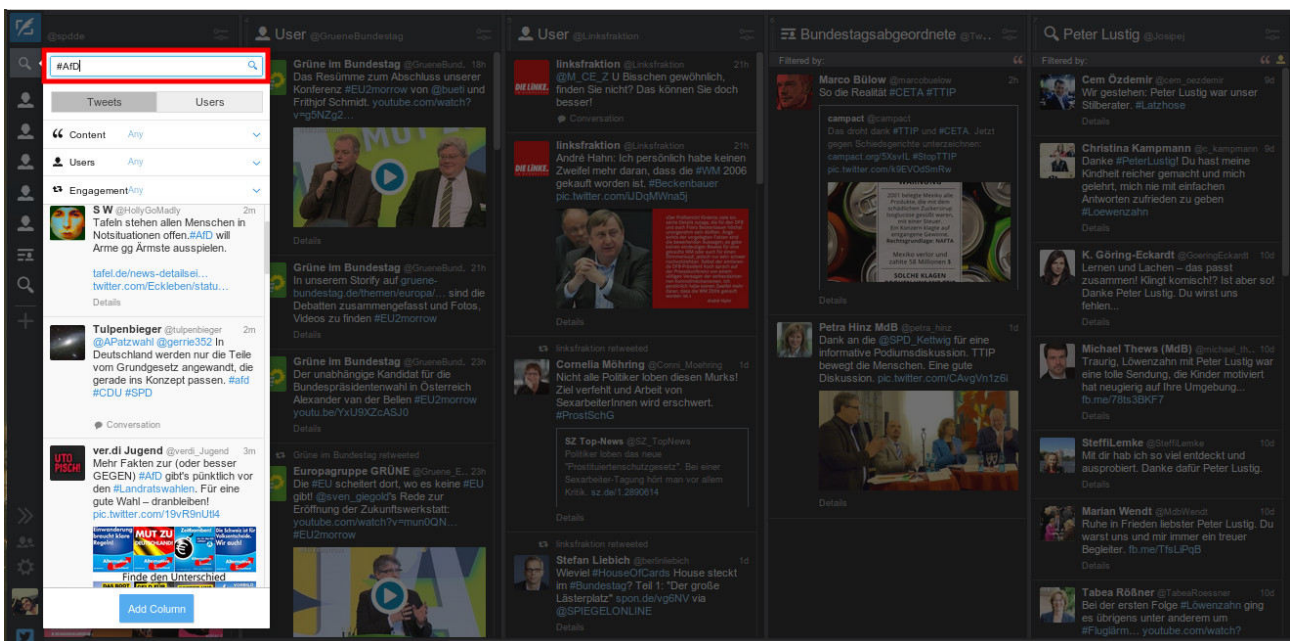 @spdde
#AfD
Tweets
Users
Content Any
Users Any
Engagement Any
S W @HollyGoMadly 2m
Tafeln stehen allen Menschen in
Notsituationen offen.#AfD will
Arme gg Ärmste ausspielen.
tafel.de/news-detailsei…
twitter.com/Eckleben/statu…
Details
Tulpenbieger @tulpenbieger 2m
@APatzwahl @gerrie352 In
Deutschland werden nur die Teile
vom Grundgesetz angewandt, die
gerade ins Konzept passen. #afd
#CDU #SPD
Conversation
UTO
PISCH!
ver.di Jugend @verdi_Jugend 3m
Mehr Fakten zur (oder besser
GEGEN) #AfD gibt's pünktlich vor
den #Landratswahlen. Für eine
gute Wahl – dranbleiben!
pic.twitter.com/19vR9nUtl4
MUT ZU
Finde den Unterschied
Add Column
User @GrueneBundestag
Grüne im Bundestag @GrueneBund.. 18h
Das Resümme zum Abschluss unserer
Konferenz #EU2morrow von @bueti und
Frithjof Schmidt. youtube.com/watch?
v=g5NZg2…
Details
Grüne im Bundestag @GrueneBund.. 21h
In unserem Storify auf gruene-
bundestag.de/themen/europa/… sind die
Debatten zusammengefasst und Fotos,
Videos zu finden #EU2morrow
Details
Grüne im Bundestag @GrueneBund.. 23h
Der unabhängige Kandidat für die
Bundespräsidentenwahl in Österreich
Alexander van der Bellen #EU2morrow
youtu.be/YxU9XZcASJ0
Details
Grüne im Bundestag retweeted
Europagruppe GRÜNE @Gruene_E.. 23h
Die #EU scheitert dort, wo es keine #EU
gibt! @sven_giegold's Rede zur
Eröffnung der Zukunftswerkstatt:
youtube.com/watch?v=mun0QN…
#EU2morrow
User @Linksfraktion
DIE LINKE.
linksfraktion @Linksfraktion 21h
@M_CE_Z U Bisschen gewöhnlich,
finden Sie nicht? Das können Sie doch
besser!
Conversation
DIE LINKE.
linksfraktion @Linksfraktion 21h
André Hahn: Ich persönlich habe keinen
Zweifel mehr daran, dass die #WM 2006
gekauft worden ist. #Beckenbauer
pic.twitter.com/UDqMWna5j
Details
linksfraktion retweeted
Cornelia Möhring @Conni_Moehring 1d
Nicht alle Politiker loben diesen Murks!
Ziel verfehlt und Arbeit von
SexarbeiterInnen wird erschwert.
#ProstSchG
SZ Top-News @SZ_TopNews
Politiker loben das neue
"Prostituiertenschutzgesetz". Bei einer
Sexarbeiter-Tagung hört man vor allem
Kritik. sz.de/1.2890614
Details
linksfraktion retweeted
Stefan Liebich @berlinliebich 1d
Wieviel #HouseOfCards House steckt
im #Bundestag? Teil 1: "Der große
Lästerplatz" spon.de/vg6NV via
@SPIEGELONLINE
Details
Bundestagsabgeordnete @Tw..
Filtered by:
Marco Bülow @marcobuelow 2h
So die Realität #CETA #TTIP
campact @campact
Das droht dank #TTIP und #CETA. Jetzt
gegen Schiedsgerichte unterzeichnen:
campact.org/5XsvIL #StopTTIP
pic.twitter.com/k9EVOdSmRw
2001 belegte Mexiko alle
Rechtsgrundlage: NAFTA
Mexiko verlor und
zahlte 58 Millionen $
SOLCHE KLAGEN
Details
Petra Hinz MdB @petra_hinz 1d
Dank an die @SPD_Kettwig für eine
informative Podiumsdiskussion. TTIP
bewegt die Menschen. Eine gute
Diskussion. pic.twitter.com/CAvgVn1z6i
Details
Peter Lustig @Josipej
Filtered by:
Cem Özdemir @cem_oezdemir 9d
Wir gestehen: Peter Lustig war unser
Stilberater. #Latzhose
Details
Christina Kampmann @c_kampmann 9d
Danke #PeterLustig! Du hast meine
Kindheit reicher gemacht und mich
gelehrt, mich nie mit einfachen
Antworten zufrieden zu geben
#Loewenzahn
Details
K. Göring-Eckardt @GoeringEckardt 10d
Lernen und Lachen – das passt
zusammen! Klingt komisch!? Ist aber so!
Danke Peter Lustig. Du wirst uns
fehlen...
Details
Michael Thews (MdB) @michael_th... 10d
Traurig, Löwenzahn mit Peter Lustig war
eine tolle Sendung, die Kinder motiviert
hat neugierig auf Ihre Umgebung...
fb.me/78ts3BKF7
Details
SteffiLemke @SteffiLemke 10d
Mit dir hab ich so viel entdeckt und
ausprobiert. Danke dafür Peter Lustig.
Details
Marian Wendt @MdbWendt 10d
Ruhe in Frieden liebster Peter Lustig. Du
warst uns und mir immer ein treuer
Begleiter. fb.me/TfsLiPqB
Details
Tabea Rößner @TabeaRoessner 10d
Bei der ersten Folge #Löwenzahn ging
es übrigens unter anderem um
#Fluglärm… youtube.com/watch?